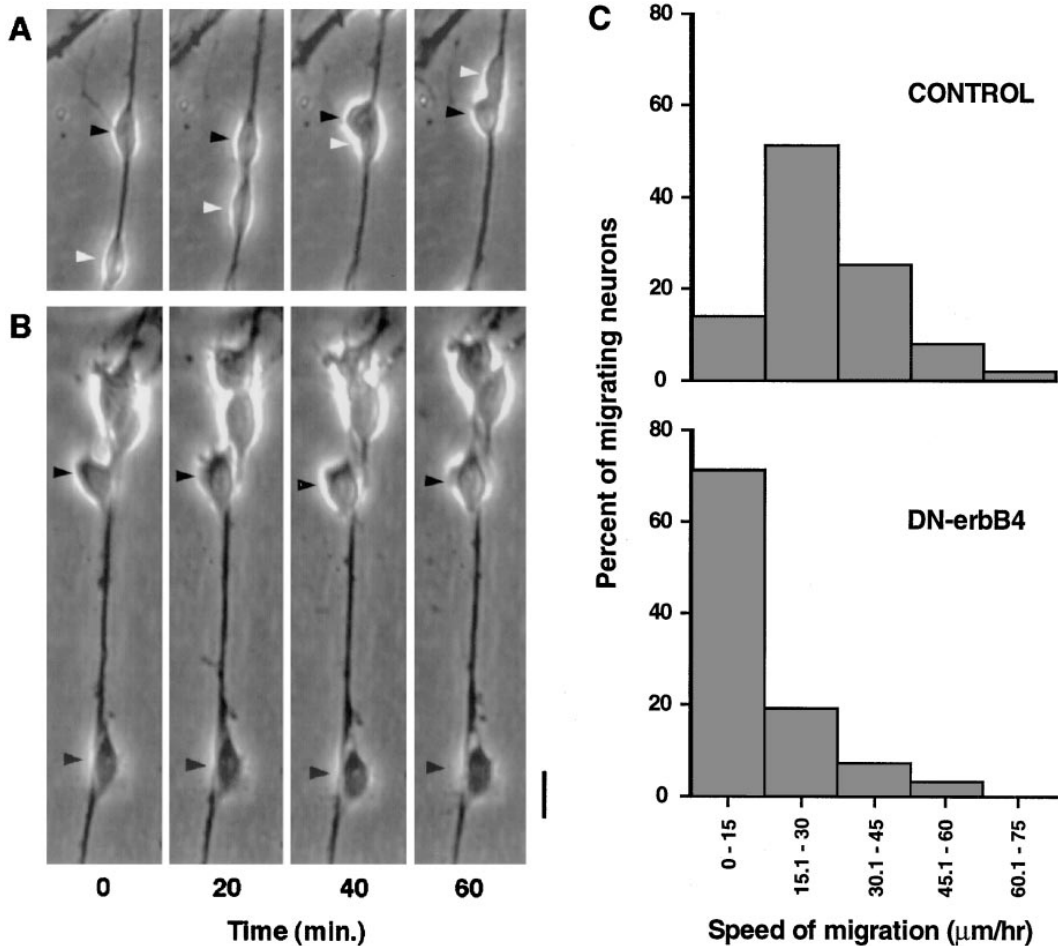 A
B
0
20
40
60
Time (min.)
C
80
60
40
20
0
CONTROL
Percent of migrating neurons
80
60
40
20
0
DN-erbB4
0 - 15
15.1 - 30
30.1 - 45
45.1 - 60
60.1 - 75
Speed of migration (μm/hr)